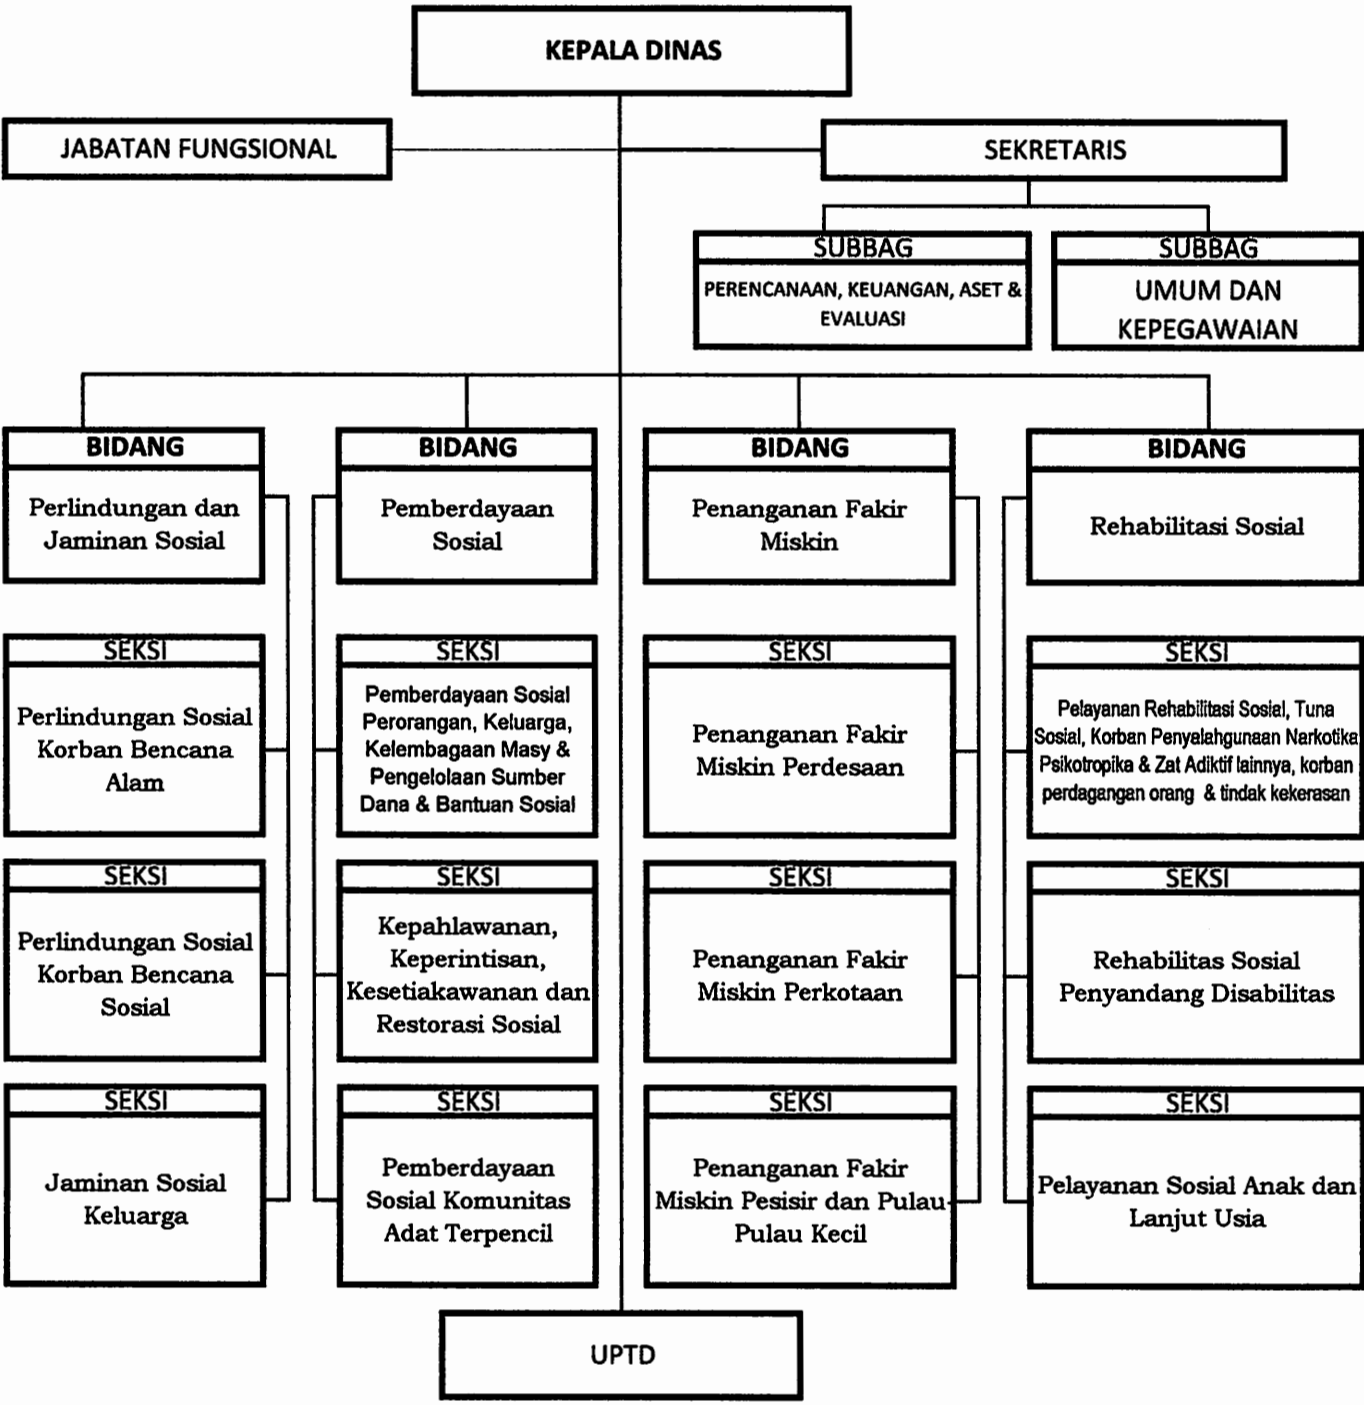 KEPALA DINAS
JABATAN FUNGSIONAL
SEKRETARIS
SUBBAG
PERENCANAAN, KEUANGAN, ASET &
EVALUASI
SUBBAG
UMUM DAN
KEPEGAWAIAN
BIDANG
Perlindungan dan
Jaminan Sosial
BIDANG
Pemberdayaan
Sosial
BIDANG
Penanganan Fakir
Miskin
BIDANG
Rehabilitasi Sosial
SEKSI
Perlindungan Sosial
Korban Bencana
Alam
SEKSI
Pemberdayaan Sosial
Perorangan, Keluarga,
Kelembagaan Masy &
Pengelolaan Sumber
Dana & Bantuan Sosial
SEKSI
Penanganan Fakir
Miskin Perdesaan
SEKSI
Pelayanan Rehabilitasi Sosial, Tuna
Sosial, Korban Penyalahgunaan Narkotika
Psikotropika & Zat Adiktif lainnya, korban
perdagangan orang & tindak kekerasan
SEKSI
Perlindungan Sosial
Korban Bencana
Sosial
SEKSI
Kepahlawanan,
Keperintisan,
Kesetiakawanan dan
Restorasi Sosial
SEKSI
Penanganan Fakir
Miskin Perkotaan
SEKSI
Rehabilitas Sosial
Penyandang Disabilitas
SEKSI
Jaminan Sosial
Keluarga
SEKSI
Pemberdayaan
Sosial Komunitas
Adat Terpencil
SEKSI
Penanganan Fakir
Miskin Pesisir dan Pulau-
Pulau Kecil
SEKSI
Pelayanan Sosial Anak dan
Lanjut Usia
UPTD